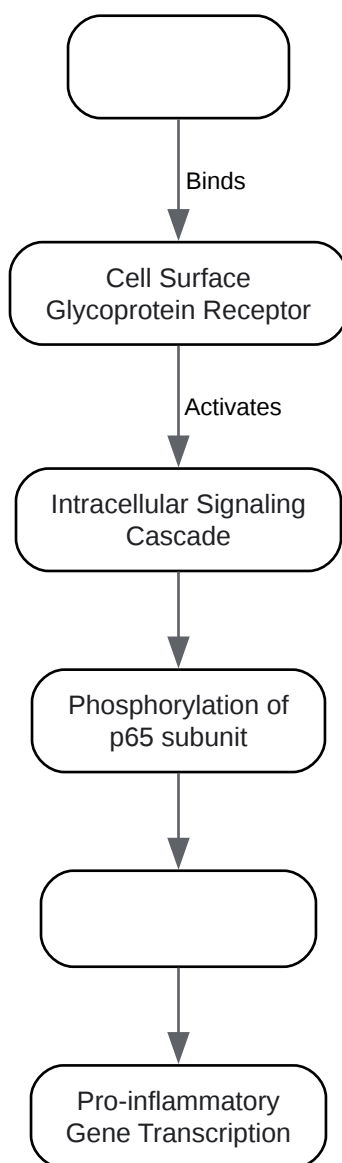 Binds
Cell Surface
Glycoprotein Receptor
Activates
Intracellular Signaling
Cascade
Phosphorylation of
p65 subunit
Pro-inflammatory
Gene Transcription